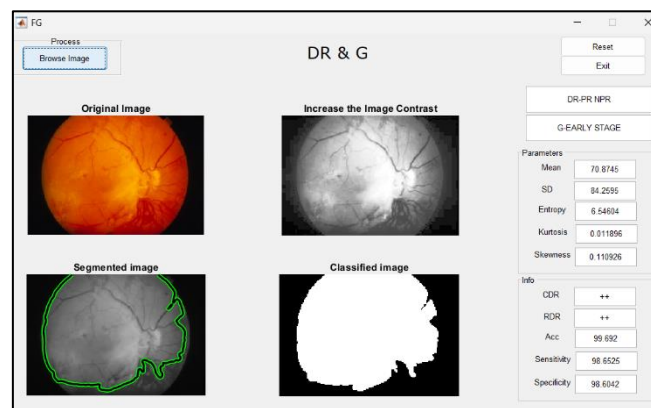 FG
Process
Browse Image
DR & G
Reset
Exit
Original Image
Increase the Image Contrast
DR-PR NPR
G-EARLY STAGE
Parameters
Mean 70.8745
SD 84.2595
Entropy 6.54604
Kurtosis 0.011896
Skewness 0.110926
Segmented image
Classified image
Info
CDR ++
RDR ++
Acc 99.692
Sensitivity 98.6525
Specificity 98.6042